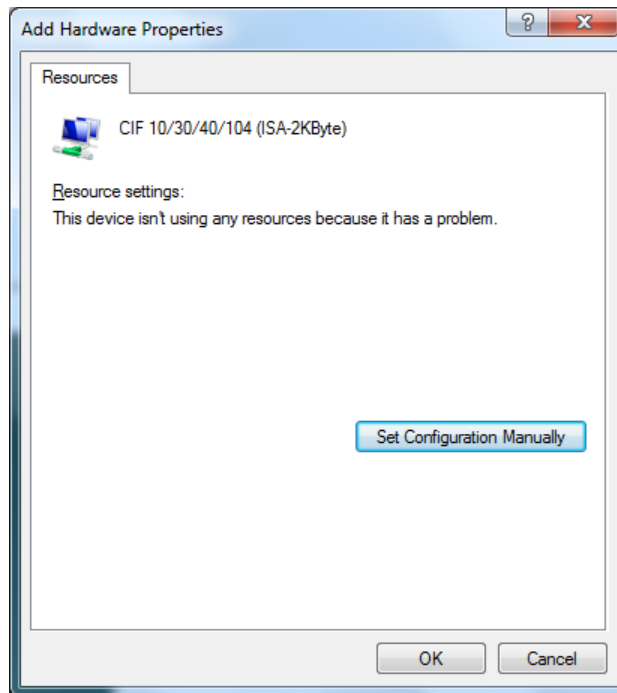 Add Hardware Properties
Resources
CIF 10/30/40/104 (ISA-2KByte)
Resource settings:
This device isn't using any resources because it has a problem.
Set Configuration Manually
OK
Cancel